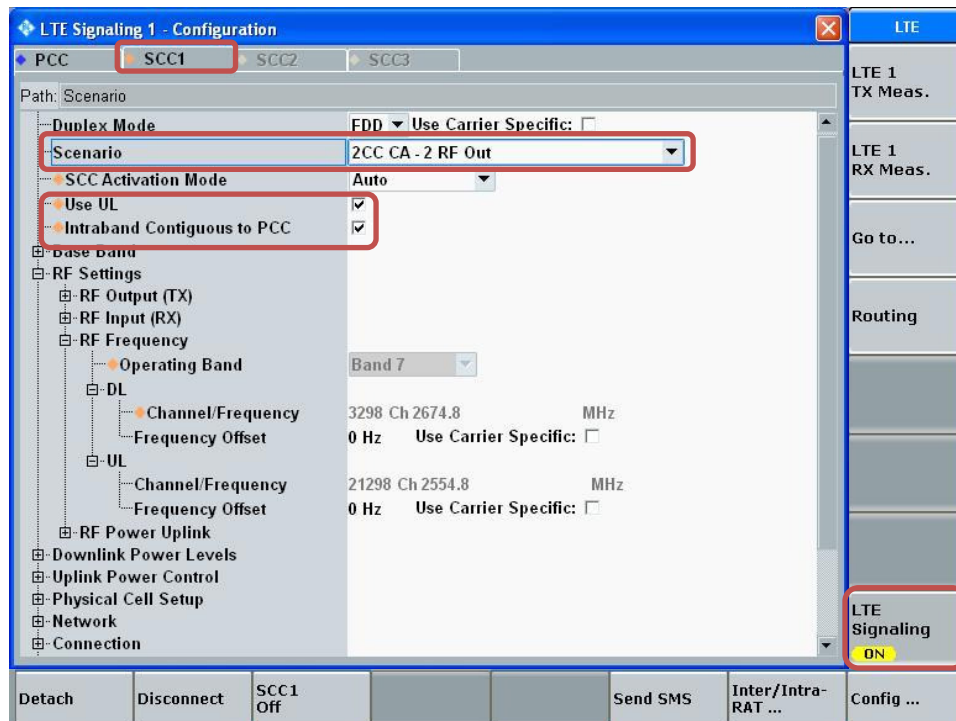 LTE Signaling 1 - Configuration
LTE
PCC SCC1 SCC2 SCC3
Path: Scenario
Duplex Mode FDD Use Carrier Specific:
Scenario 2CC CA - 2 RF Out
SCC Activation Mode Auto
Use UL
Intraband Contiguous to PCC
Base Band
RF Settings
RF Output (TX)
RF Input (RX)
RF Frequency
Operating Band Band 7
DL
Channel/Frequency 3298 Ch 2674.8 MHz
Frequency Offset 0 Hz Use Carrier Specific:
UL
Channel/Frequency 21298 Ch 2554.8 MHz
Frequency Offset 0 Hz Use Carrier Specific:
RF Power Uplink
Downlink Power Levels
Uplink Power Control
Physical Cell Setup
Network
Connection
LTE 1
TX Meas.
LTE 1
RX Meas.
Go to...
Routing
LTE
Signaling
ON
Detach
Disconnect
SCC1
Off
Send SMS
Inter/Intra-
RAT ...
Config ...